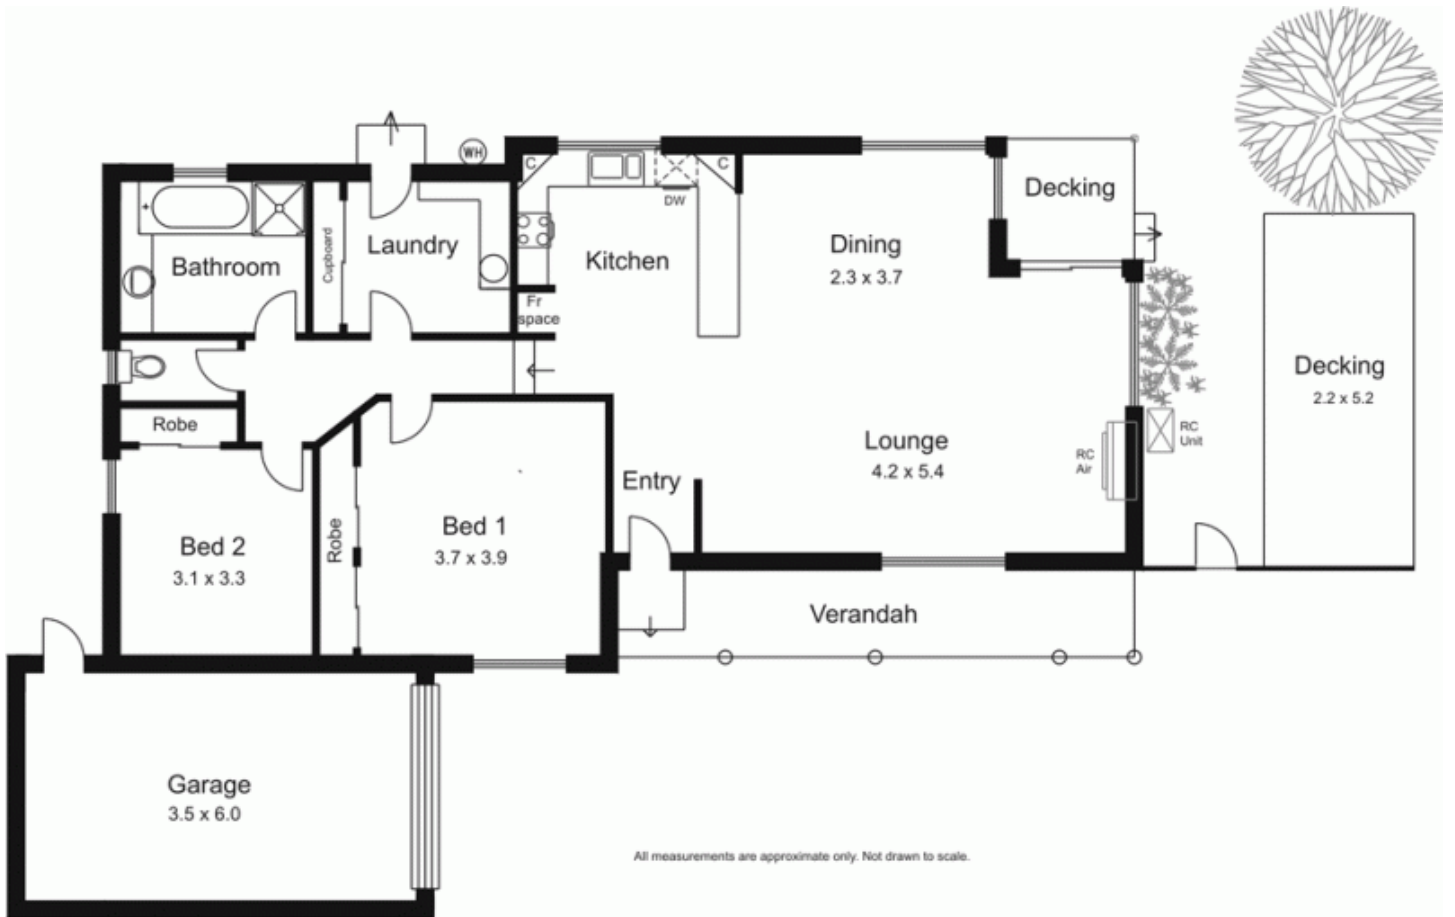 WH
C
C
DW
Decking
Bathroom
Cupboard
Laundry
Kitchen
Dining
2.3 x 3.7
Fr
space
Robe
Decking
2.2 x 5.2
Lounge
4.2 x 5.4
RC
Air
RC
Unit
Entry
Bed 2
3.1 x 3.3
Robe
Bed 1
3.7 x 3.9
Verandah
Garage
3.5 x 6.0
All measurements are approximate only. Not drawn to scale.